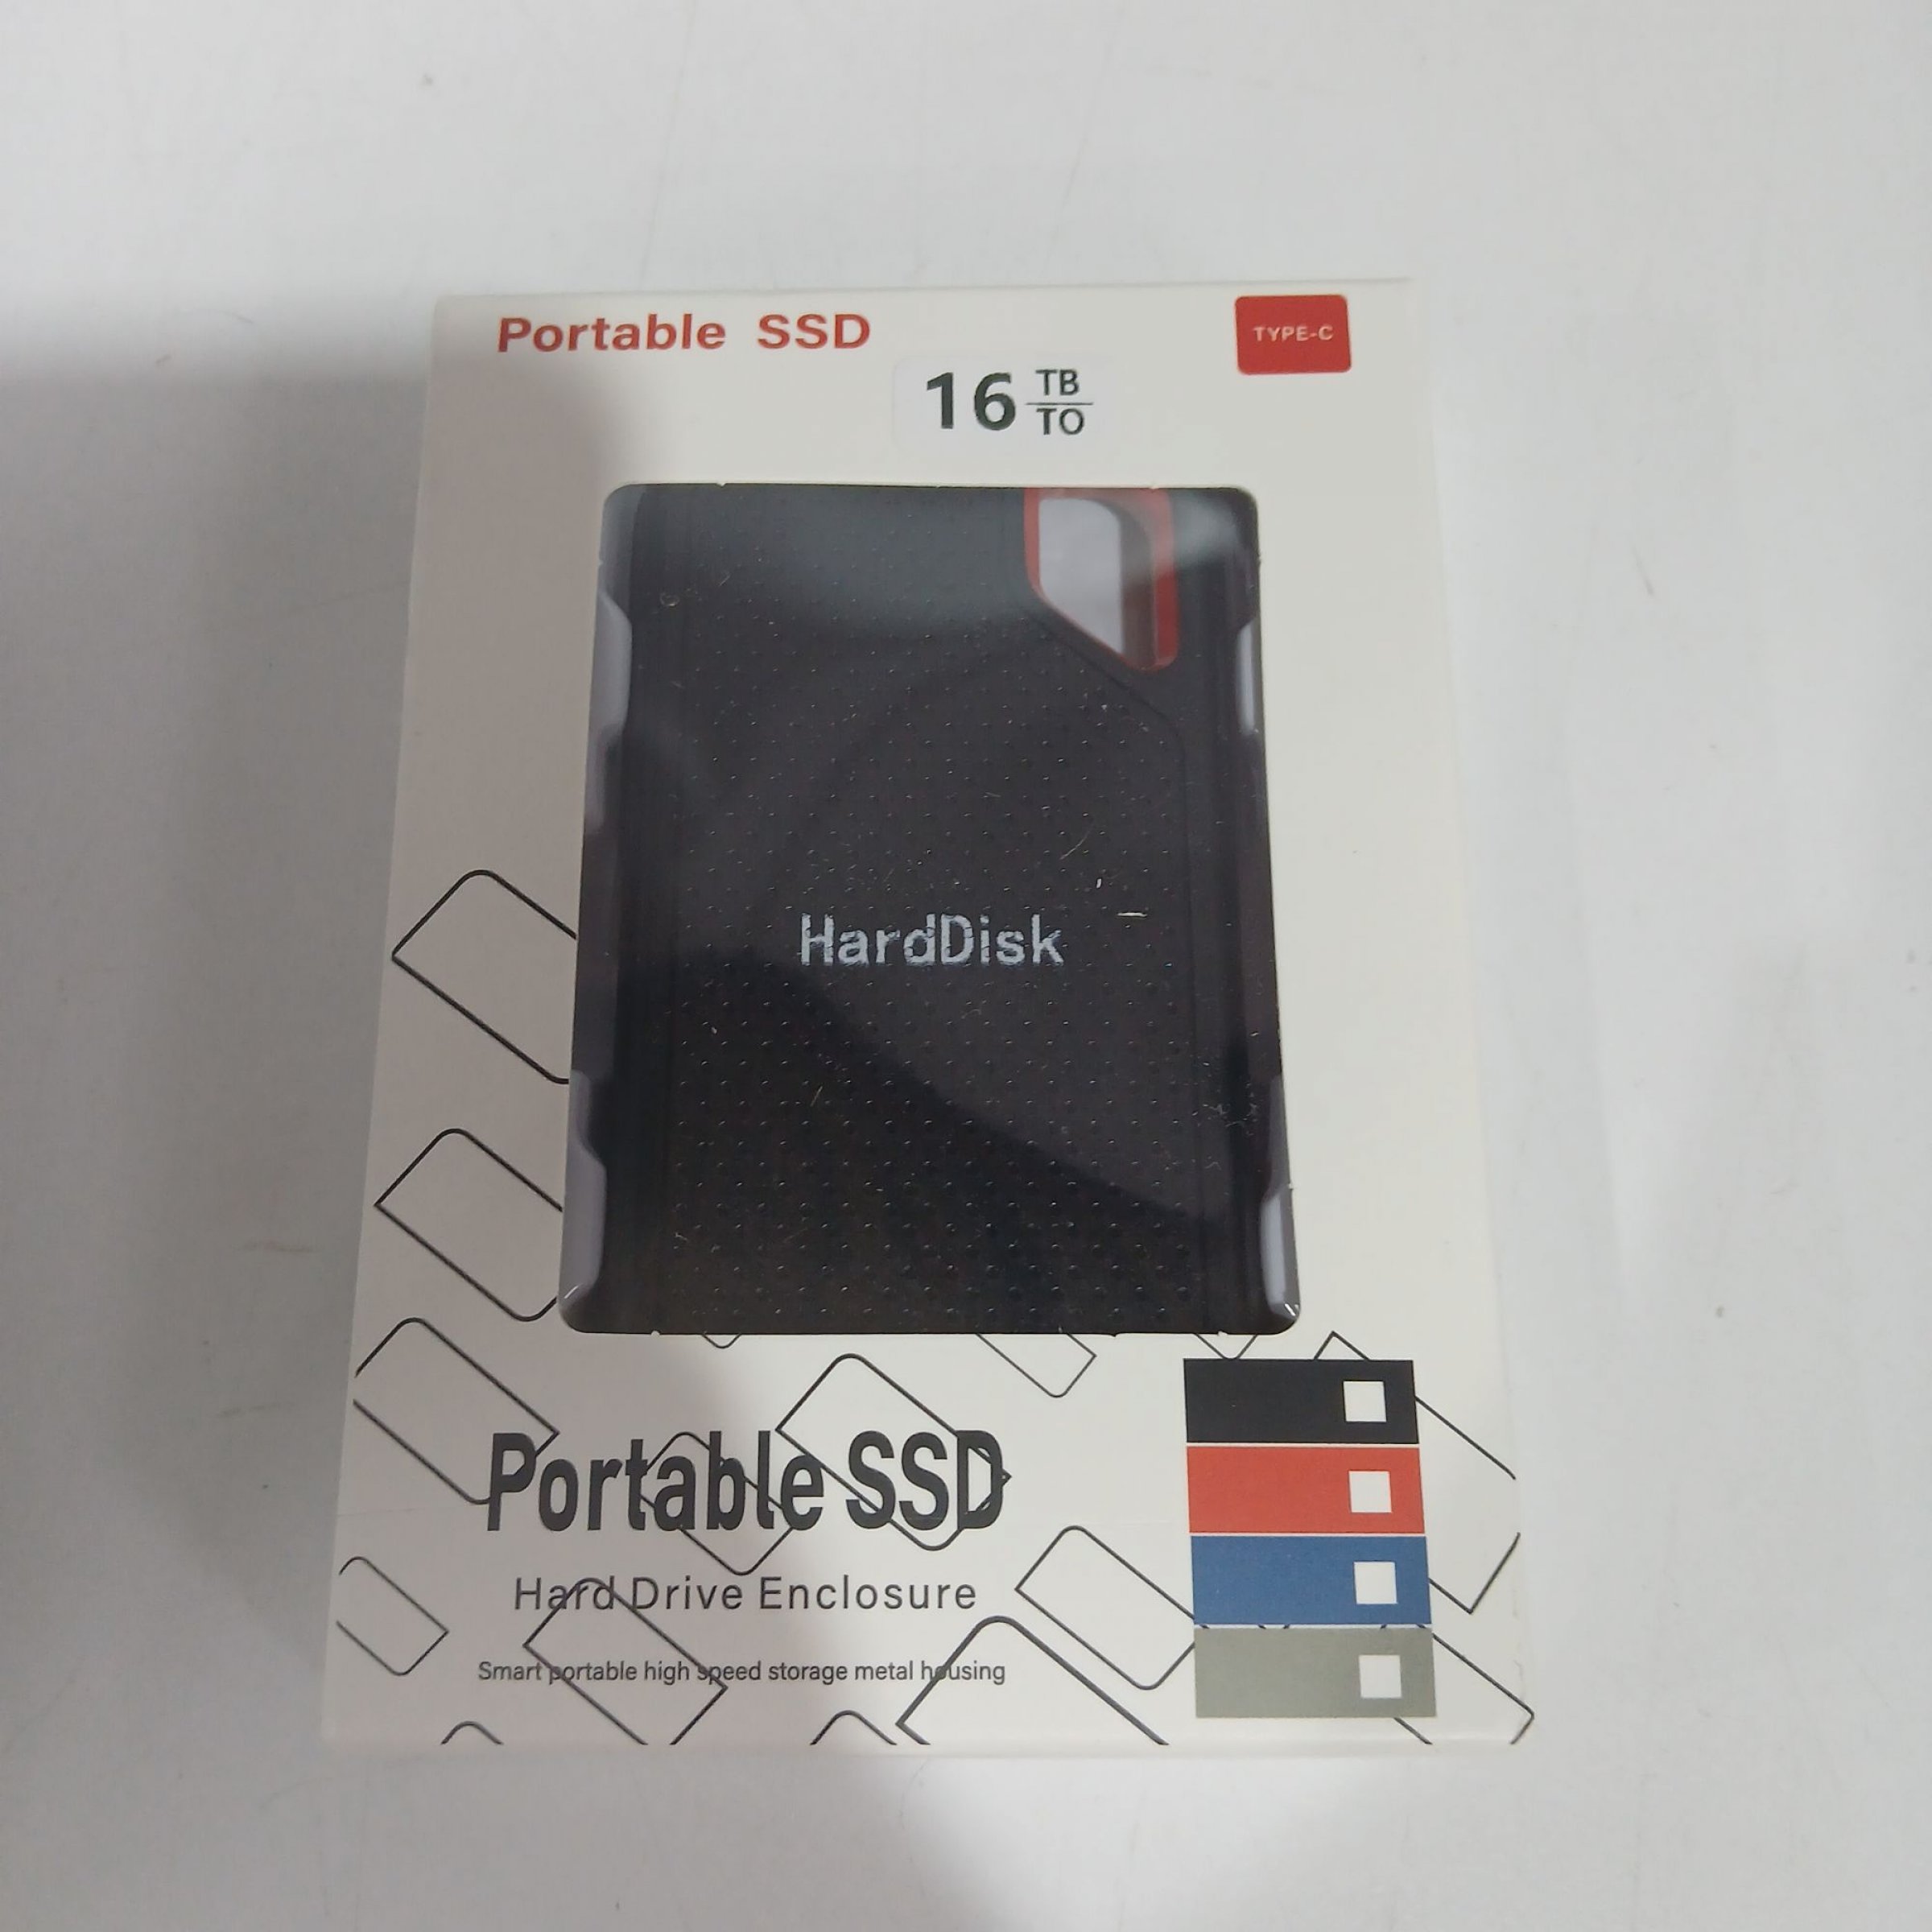 Portable SSD
TYPE-C
16 TB
TO
HardDisk
Portable SSD
Hard Drive Enclosure
Smart portable high speed storage metal housing